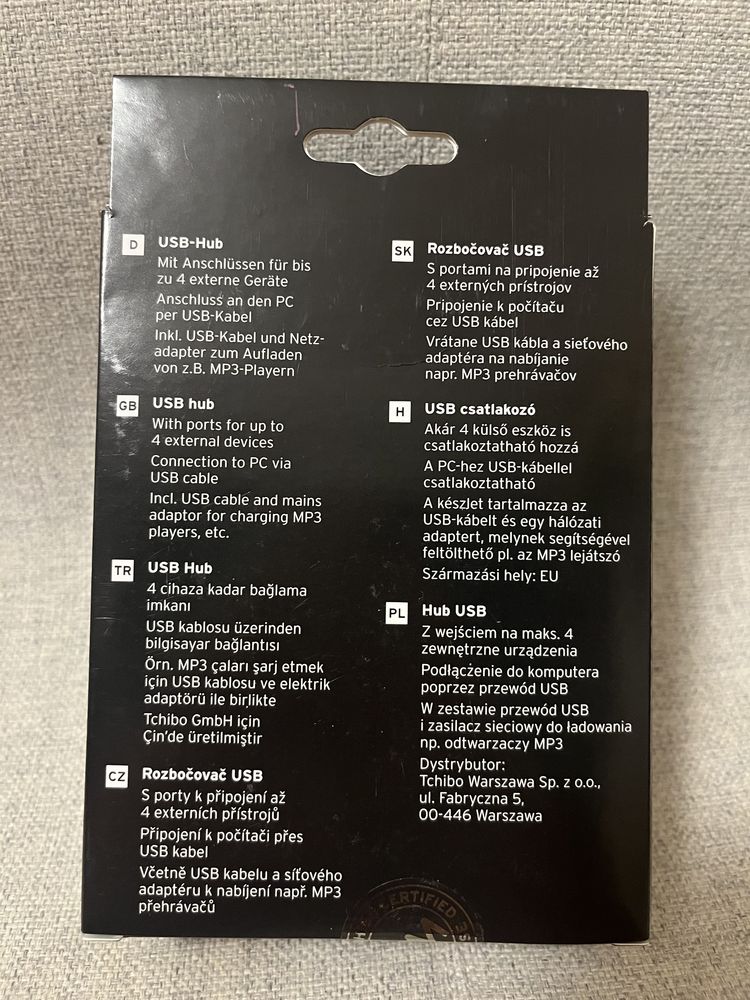 D USB-Hub
Mit Anschlüssen für bis
zu 4 externe Geräte
Anschluss an den PC
per USB-Kabel
Inkl. USB-Kabel und Netz-
adapter zum Aufladen
von z.B. MP3-Playern
GB USB hub
With ports for up to
4 external devices
Connection to PC via
USB cable
Incl. USB cable and mains
adaptor for charging MP3
players, etc.
TR USB Hub
4 cihaza kadar bağlama
imkanı
USB kablosu üzerinden
bilgisayar bağlantısı
Örn. MP3 çaları şarj etmek
için USB kablosu ve elektrik
adaptörü ile birlikte
Tchibo GmbH için
Çin'de üretilmiştir
CZ Rozbočovač USB
S porty k připojení až
4 externích přístrojů
Připojení k počítači přes
USB kabel
Včetně USB kabelu a síťového
adaptéru k nabíjení např. MP3
přehrávačů
SK Rozbočovač USB
S portami na pripojenie až
4 externých prístrojov
Pripojenie k počítaču
cez USB kábel
Vrátane USB kábla a sieťového
adaptéra na nabíjanie
napr. MP3 prehrávačov
H USB csatlakozó
Akár 4 külső eszköz is
csatlakoztatható hozzá
A PC-hez USB-kábellel
csatlakoztatható
A készlet tartalmazza az
USB-kábelt és egy hálózati
adaptert, melynek segítségével
feltölthető pl. az MP3 lejátszó
Származási hely: EU
PL Hub USB
Z wejściem na maks. 4
zewnętrzne urządzenia
Podłączenie do komputera
poprzez przewód USB
W zestawie przewód USB
i zasilacz sieciowy do ładowania
np. odtwarzaczy MP3
Dystrybutor:
Tchibo Warszawa Sp. z o.o.,
ul. Fabryczna 5,
00-446 Warszawa